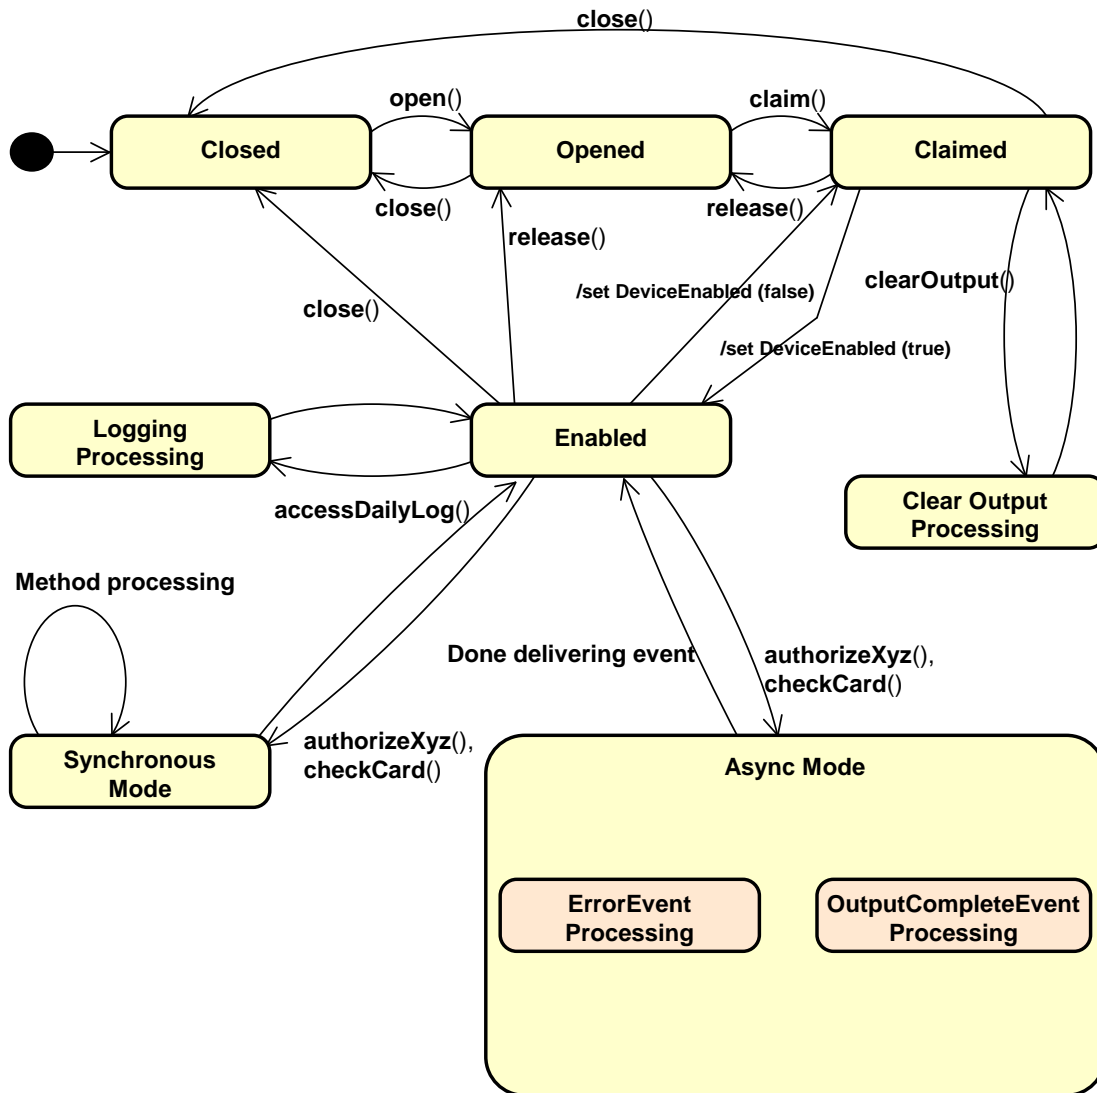 close()
open()
claim()
Closed
Opened
Claimed
close()
release()
release()
clearOutput()
/set DeviceEnabled (false)
close()
/set DeviceEnabled (true)
Logging
Processing
Enabled
Clear Output
Processing
accessDailyLog()
Method processing
Done delivering event
authorizeXyz(),
checkCard()
authorizeXyz(),
checkCard()
Synchronous
Mode
Async Mode
ErrorEvent
Processing
OutputCompleteEvent
Processing